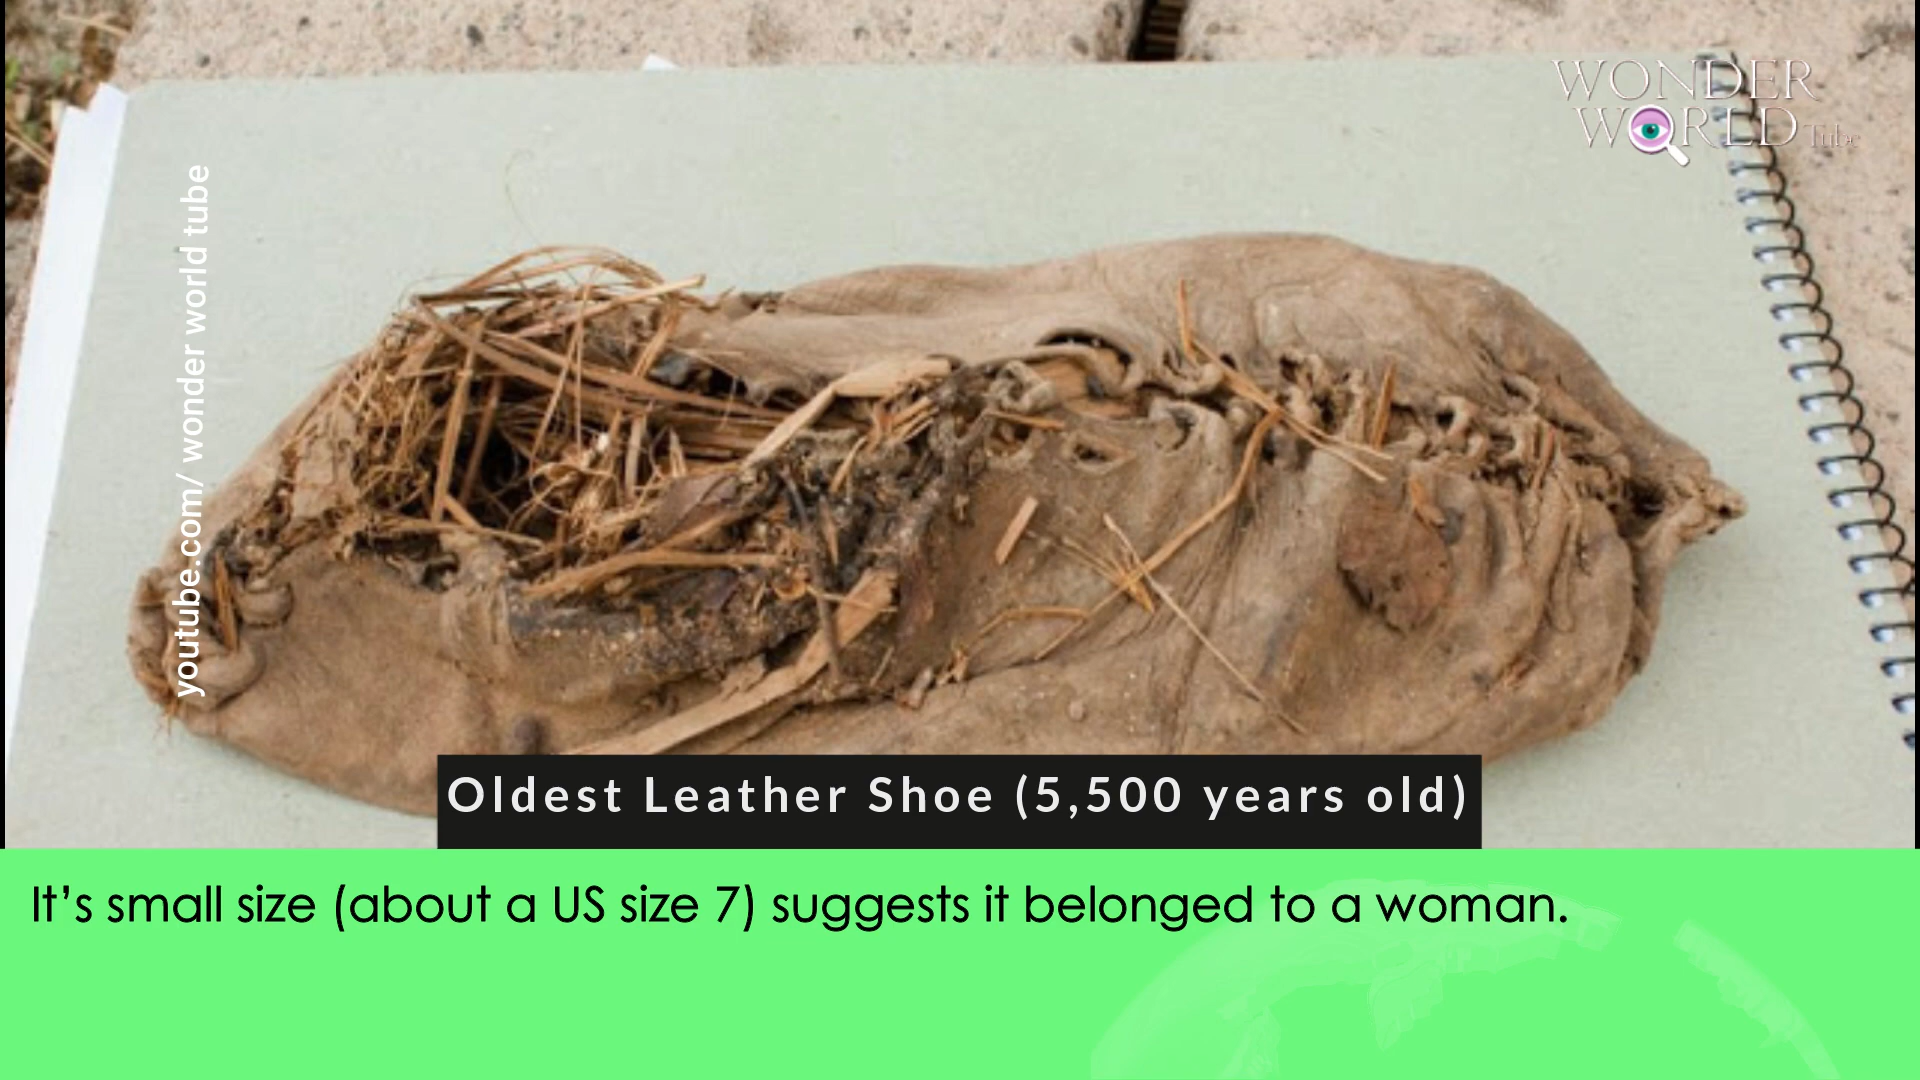 WONDER
WORLD Tube
youtube.com/ wonder world tube
Oldest Leather Shoe (5,500 years old)
It’s small size (about a US size 7) suggests it belonged to a woman.